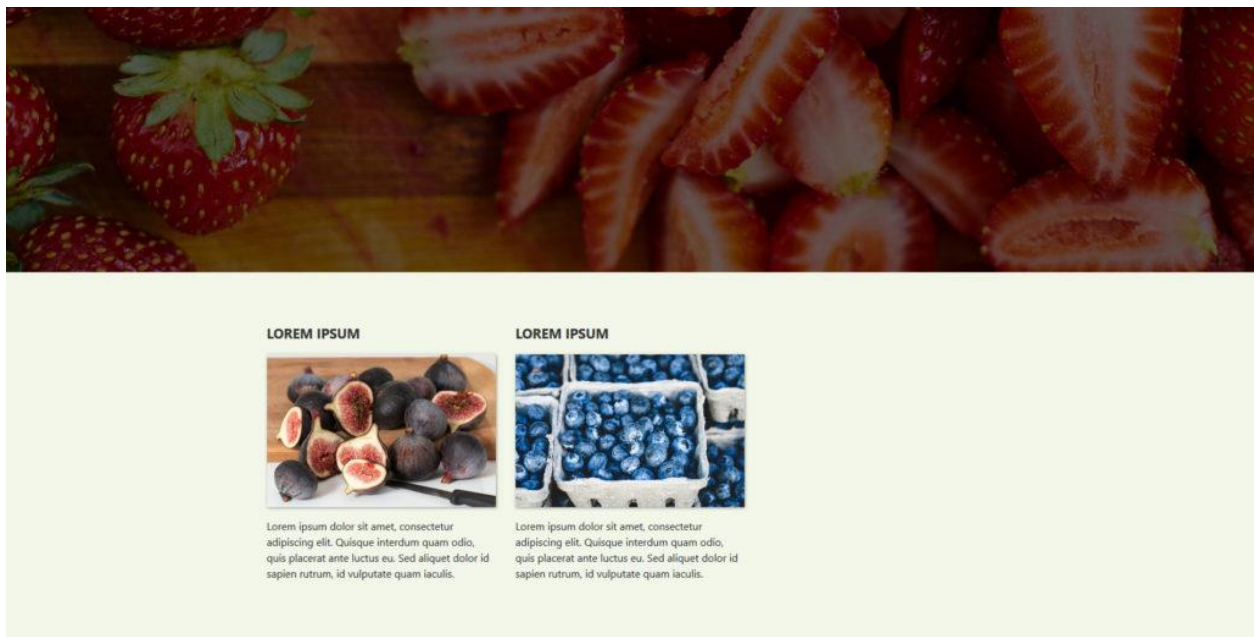 LOREM IPSUM
Lorem ipsum dolor sit amet, consectetur
adipiscing elit. Quisque interdum quam odio,
quis placerat ante luctus eu. Sed aliquet dolor id
sapien rutrum, id vulputate quam iaculis.
LOREM IPSUM
Lorem ipsum dolor sit amet, consectetur
adipiscing elit. Quisque interdum quam odio,
quis placerat ante luctus eu. Sed aliquet dolor id
sapien rutrum, id vulputate quam iaculis.